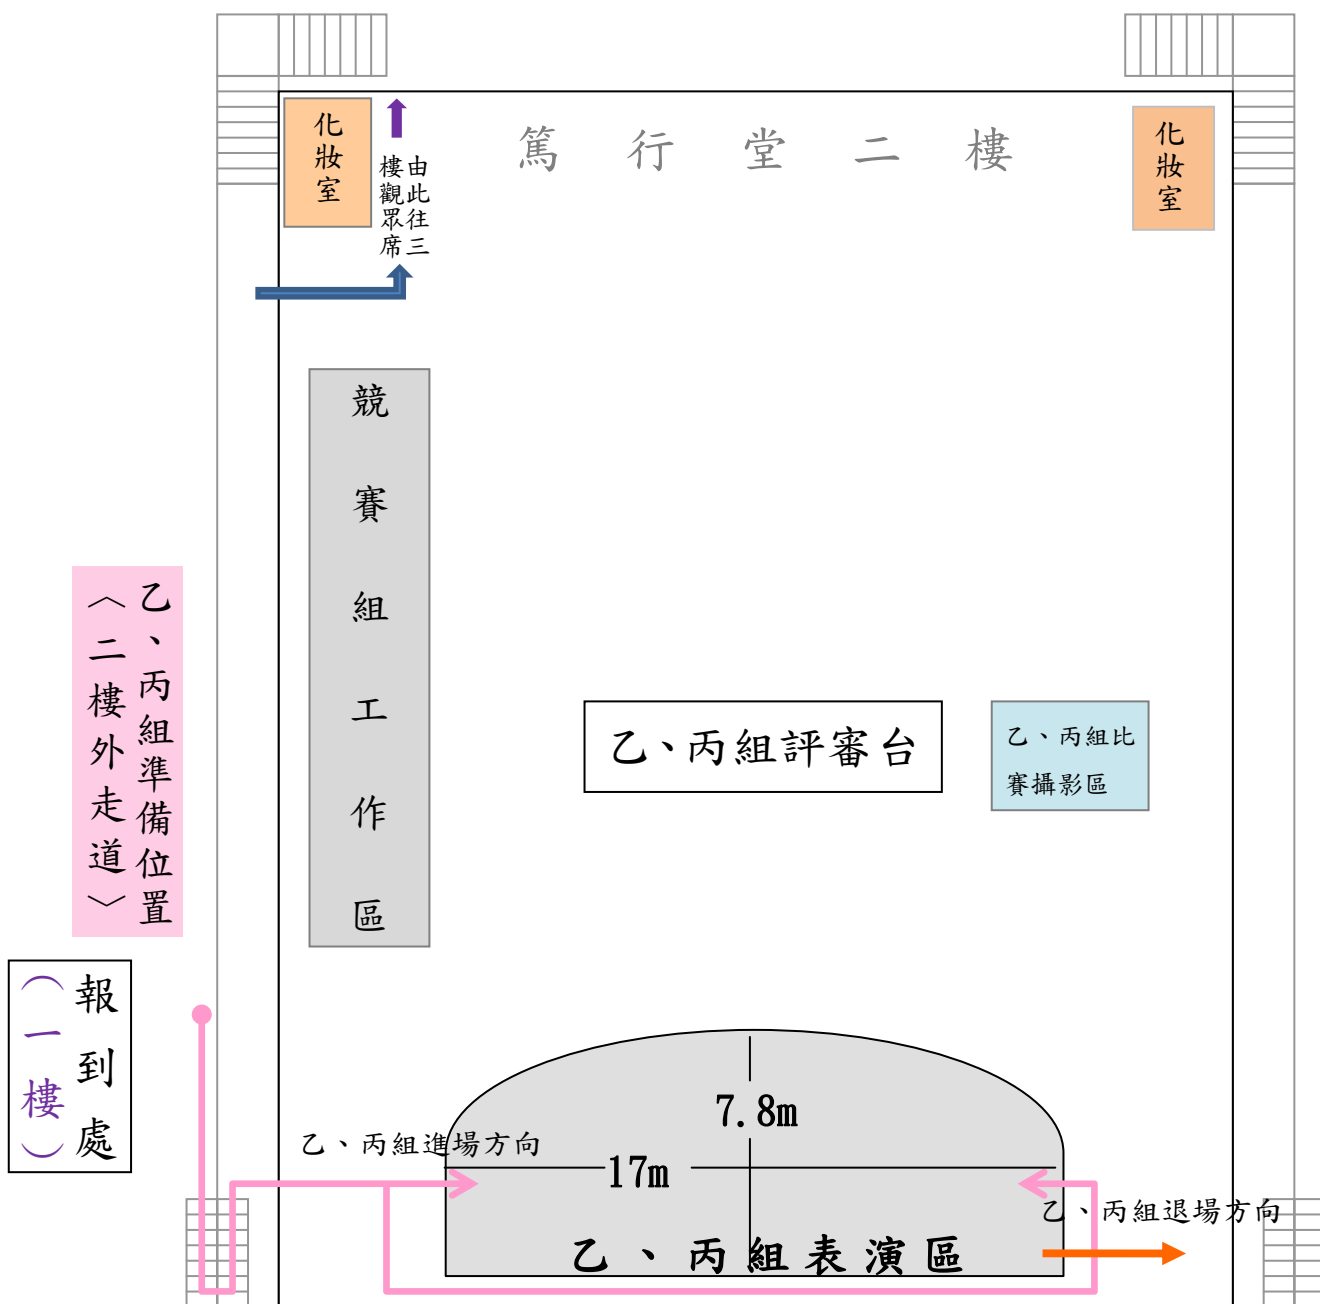 篤行堂二樓
化妝室
由此往三
樓觀眾席
化妝室
競賽組工作區
乙、丙組準備位置
〈二樓外走道〉
乙、丙組評審台
乙、丙組比
賽攝影區
報到處
（一樓）
7.8m
乙、丙組進場方向
17m
乙、丙組退場方向
乙、丙組表演區